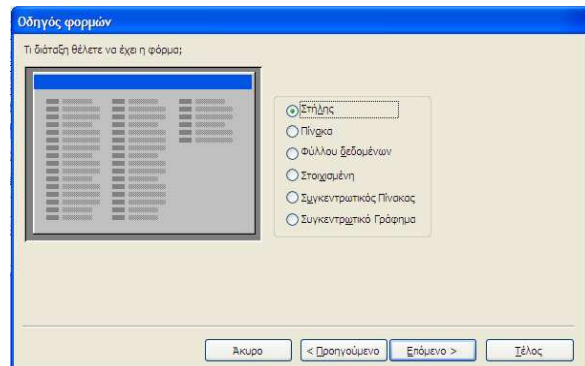 Οδηγός φορμών
Τι διάταξη θέλετε να έχει η φόρμα;
Στήλης
Πίνακα
Φύλλου δεδομένων
Στοιχισμένη
Συγκεντρωτικός Πίνακας
Συγκεντρωτικό Γράφημα
Άκυρο
< Προηγούμενο
Επόμενο >
Τέλος